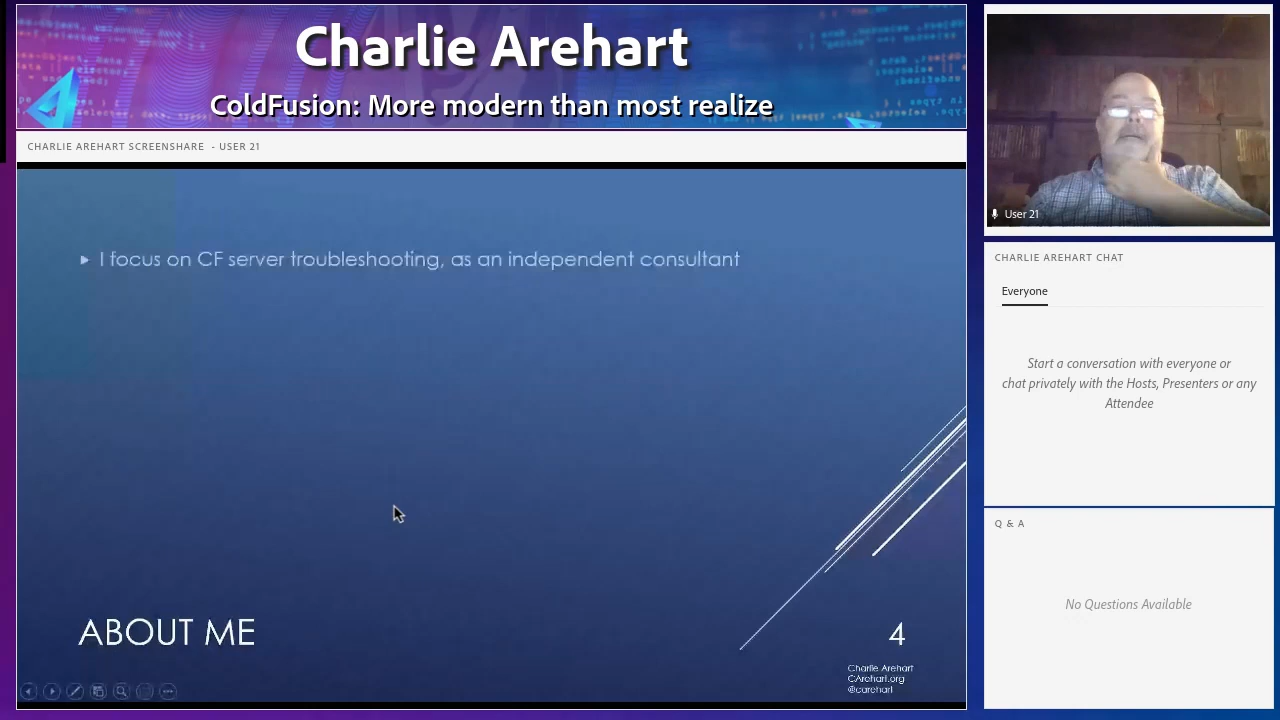 Charlie Arehart
ColdFusion: More modern than most realize
CHARLIE AREHART SCREENSHARE - USER 21
I focus on CF server troubleshooting, as an independent consultant
ABOUT ME
4
Charlie Arehart
CArehart.org
@carehart
User 21
CHARLIE AREHART CHAT
Everyone
Start a conversation with everyone or
chat privately with the Hosts, Presenters or any
Attendee
Q & A
No Questions Available